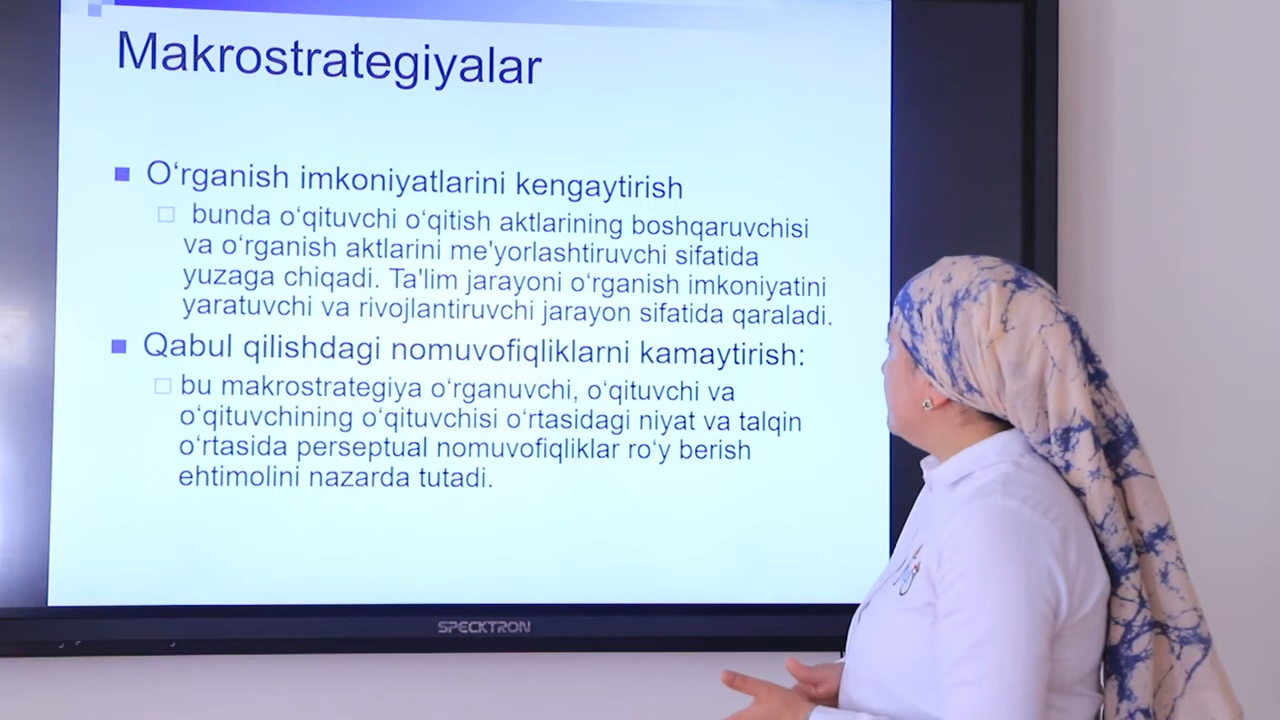 Makrostrategiyalar
O‘rganish imkoniyatlarini kengaytirish
bunda o‘qituvchi o‘qitish aktlarining boshqaruvchisi
va o‘rganish aktlarini me'yorlashtiruvchi sifatida
yuzaga chiqadi. Ta'lim jarayoni o‘rganish imkoniyatini
yaratuvchi va rivojlantiruvchi jarayon sifatida qaraladi.
Qabul qilishdagi nomuvofiqliklarni kamaytirish:
bu makrostrategiya o‘rganuvchi, o‘qituvchi va
o‘qituvchining o‘qituvchisi o‘rtasidagi niyat va talqin
o‘rtasida perseptual nomuvofiqliklar ro‘y berish
ehtimolini nazarda tutadi.
SPECKTRON